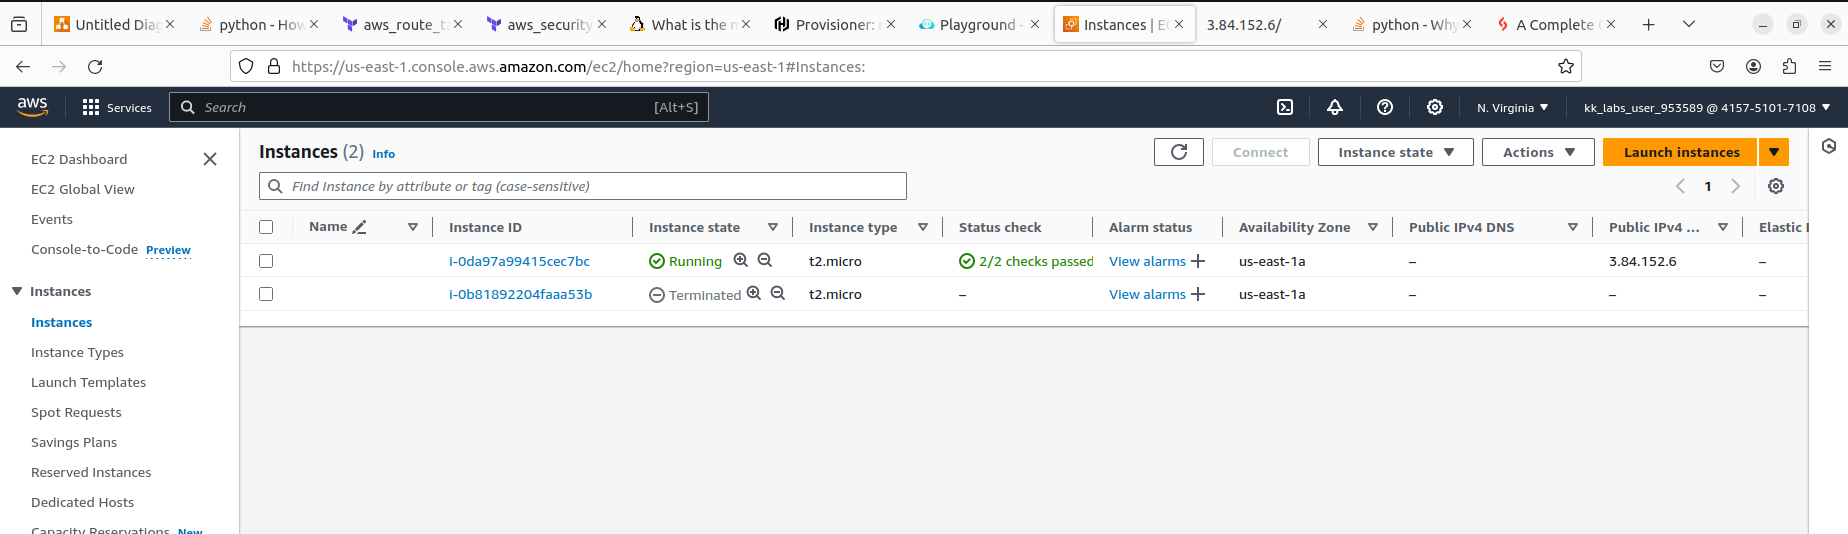 Untitled Dia python - How aws_route_t aws_security What is the m Provisioner: r Playground - Instances | EC 3.84.152.6/ python - Why A Complete
https://us-east-1.console.aws.amazon.com/ec2/home?region=us-east-1#Instances:
aws Services Search [Alt+S] N. Virginia kk_labs_user_953589 @ 4157-5101-7108
EC2 Dashboard
EC2 Global View
Events
Console-to-Code Preview
Instances
Instances
Instance Types
Launch Templates
Spot Requests
Savings Plans
Reserved Instances
Dedicated Hosts
Capacity Reservations New
Instances (2) Info Connect Instance state Actions Launch instances
Find Instance by attribute or tag (case-sensitive) 1
Name Instance ID Instance state Instance type Status check Alarm status Availability Zone Public IPv4 DNS Public IPv4 ... Elastic I
i-0da97a99415cec7bc Running t2.micro 2/2 checks passed View alarms + us-east-1a – 3.84.152.6 –
i-0b81892204faaa53b Terminated t2.micro – View alarms + us-east-1a – – –